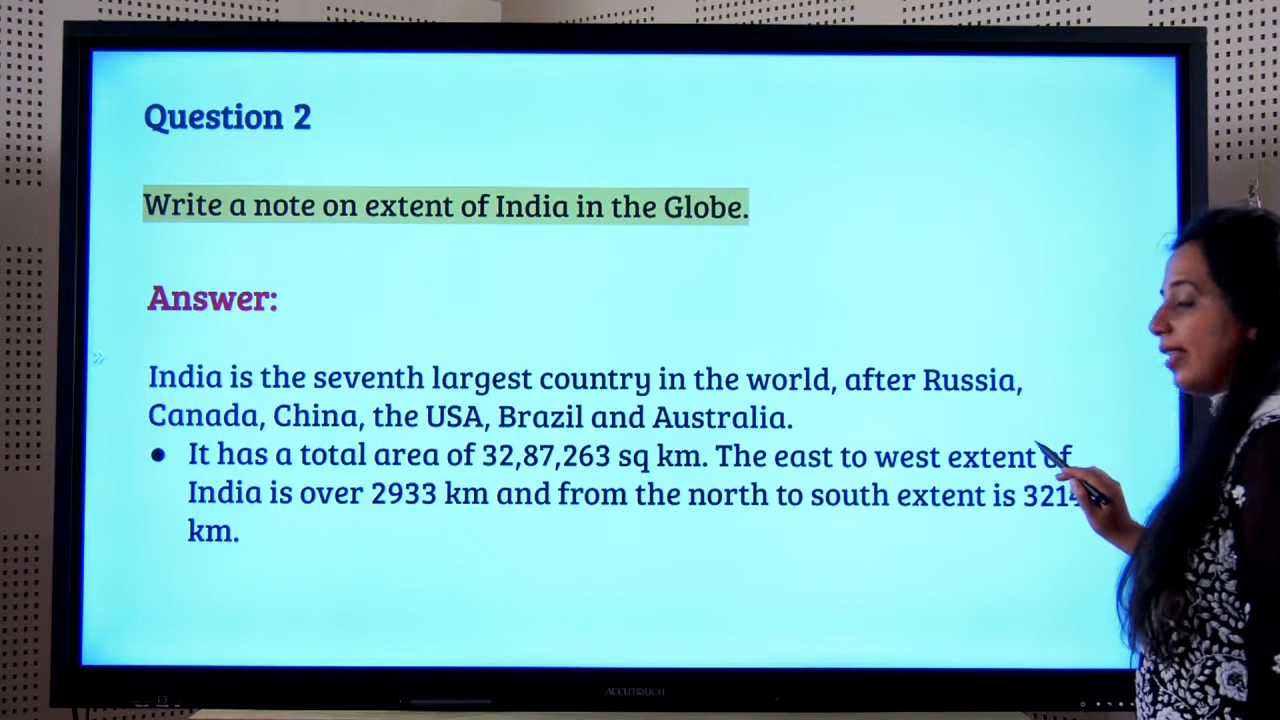 Question 2
Write a note on extent of India in the Globe.
Answer:
India is the seventh largest country in the world, after Russia,
Canada, China, the USA, Brazil and Australia.
● It has a total area of 32,87,263 sq km. The east to west extent of
India is over 2933 km and from the north to south extent is 3214
km.
ACCUTOUCH